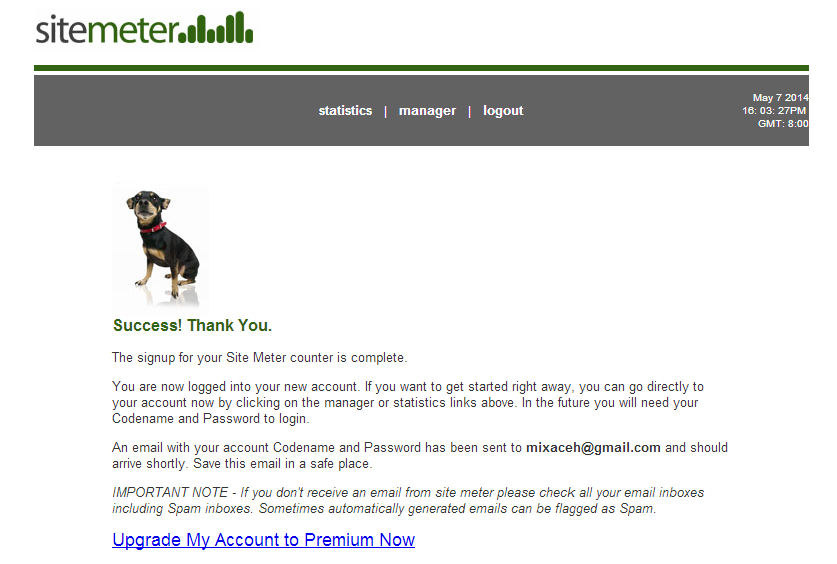 sitemeter
statistics | manager | logout
May 7 2014
16: 03: 27PM
GMT: 8:00
Success! Thank You.
The signup for your Site Meter counter is complete.
You are now logged into your new account. If you want to get started right away, you can go directly to
your account now by clicking on the manager or statistics links above. In the future you will need your
Codename and Password to login.
An email with your account Codename and Password has been sent to mixaceh@gmail.com and should
arrive shortly. Save this email in a safe place.
IMPORTANT NOTE - If you don't receive an email from site meter please check all your email inboxes
including Spam inboxes. Sometimes automatically generated emails can be flagged as Spam.
Upgrade My Account to Premium Now